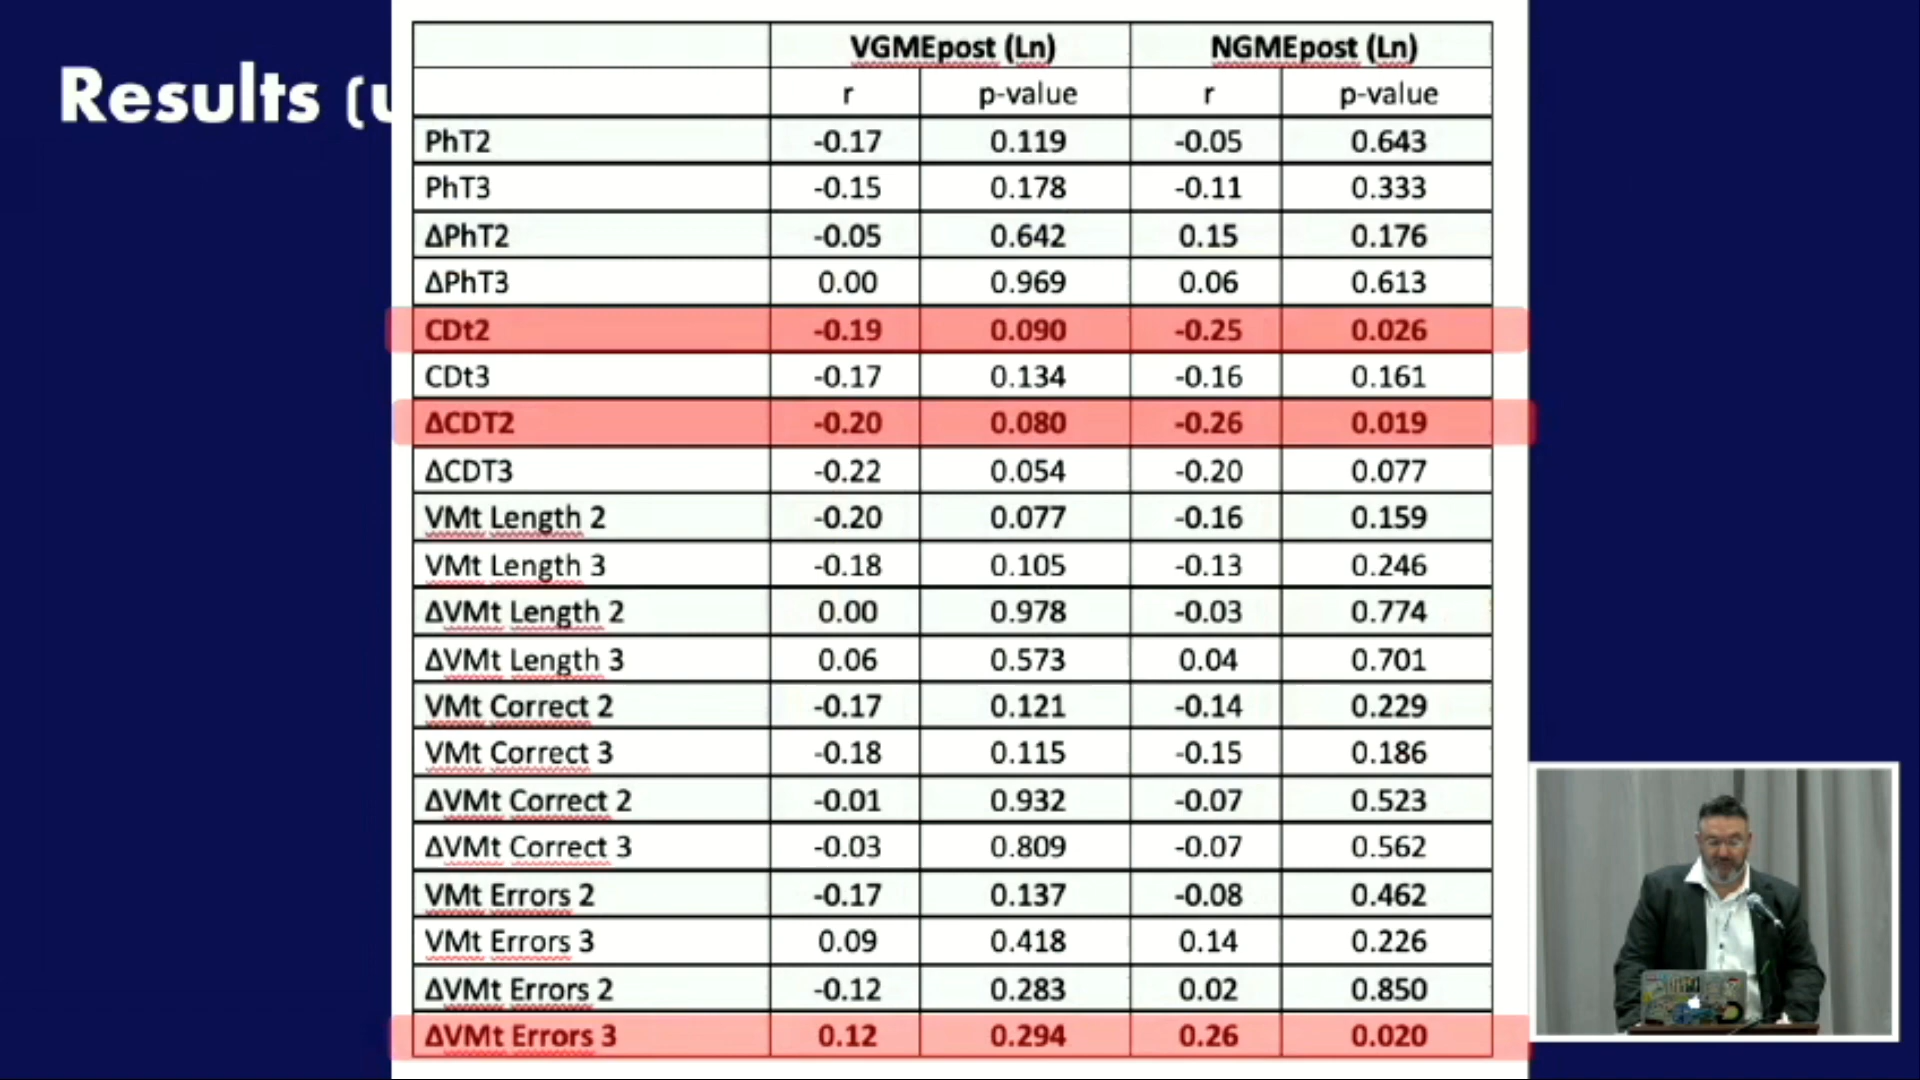 Results (u
VGMEpost (Ln) NGMEpost (Ln)
r p-value r p-value
PhT2 -0.17 0.119 -0.05 0.643
PhT3 -0.15 0.178 -0.11 0.333
ΔPhT2 -0.05 0.642 0.15 0.176
ΔPhT3 0.00 0.969 0.06 0.613
CDt2 -0.19 0.090 -0.25 0.026
CDt3 -0.17 0.134 -0.16 0.161
ΔCDT2 -0.20 0.080 -0.26 0.019
ΔCDT3 -0.22 0.054 -0.20 0.077
VMt Length 2 -0.20 0.077 -0.16 0.159
VMt Length 3 -0.18 0.105 -0.13 0.246
ΔVMt Length 2 0.00 0.978 -0.03 0.774
ΔVMt Length 3 0.06 0.573 0.04 0.701
VMt Correct 2 -0.17 0.121 -0.14 0.229
VMt Correct 3 -0.18 0.115 -0.15 0.186
ΔVMt Correct 2 -0.01 0.932 -0.07 0.523
ΔVMt Correct 3 -0.03 0.809 -0.07 0.562
VMt Errors 2 -0.17 0.137 -0.08 0.462
VMt Errors 3 0.09 0.418 0.14 0.226
ΔVMt Errors 2 -0.12 0.283 0.02 0.850
ΔVMt Errors 3 0.12 0.294 0.26 0.020